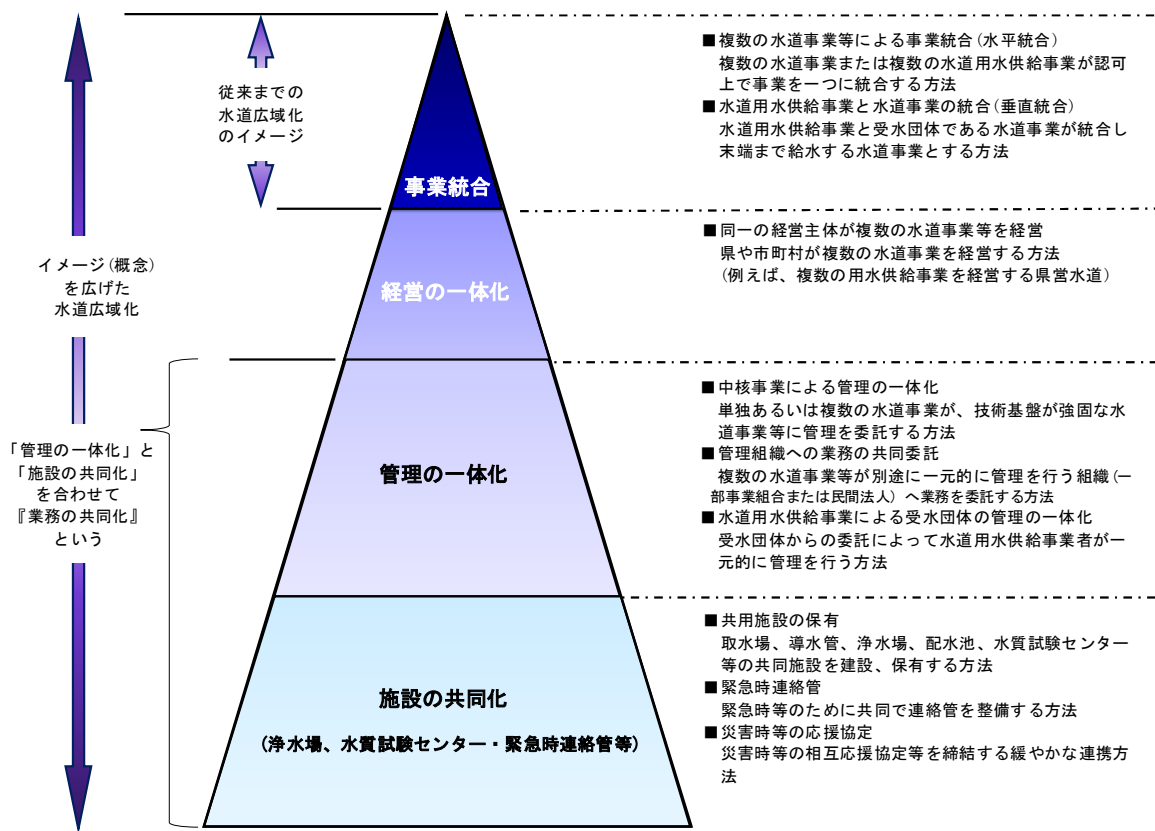 従来までの
水道広域化
のイメージ
イメージ(概念)
を広げた
水道広域化
「管理の一体化」と
「施設の共同化」
を合わせて
『業務の共同化』
という
事業統合
経営の一体化
管理の一体化
施設の共同化
(浄水場、水質試験センター・緊急時連絡管等)
■複数の水道事業等による事業統合(水平統合)
複数の水道事業または複数の水道用水供給事業が認可
上で事業を一つに統合する方法
■水道用水供給事業と水道事業の統合(垂直統合)
水道用水供給事業と受水団体である水道事業が統合し
末端まで給水する水道事業とする方法
■同一の経営主体が複数の水道事業等を経営
県や市町村が複数の水道事業を経営する方法
(例えば、複数の用水供給事業を経営する県営水道)
■中核事業による管理の一体化
単独あるいは複数の水道事業が、技術基盤が強固な水
道事業等に管理を委託する方法
■管理組織への業務の共同委託
複数の水道事業等が別途に一元的に管理を行う組織(一
部事業組合または民間法人)へ業務を委託する方法
■水道用水供給事業による受水団体の管理の一体化
受水団体からの委託によって水道用水供給事業者が一
元的に管理を行う方法
■共用施設の保有
取水場、導水管、浄水場、配水池、水質試験センター
等の共同施設を建設、保有する方法
■緊急時連絡管
緊急時等のために共同で連絡管を整備する方法
■災害時等の応援協定
災害時等の相互応援協定等を締結する緩やかな連携方
法